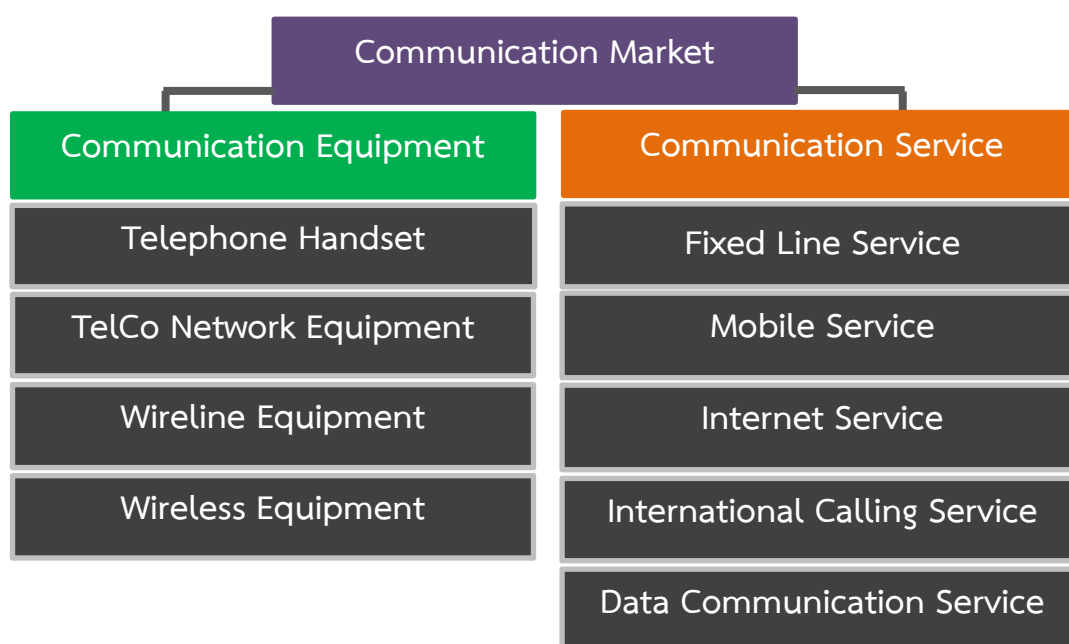 Communication Market
Communication Equipment
Telephone Handset
TelCo Network Equipment
Wireline Equipment
Wireless Equipment
Communication Service
Fixed Line Service
Mobile Service
Internet Service
International Calling Service
Data Communication Service